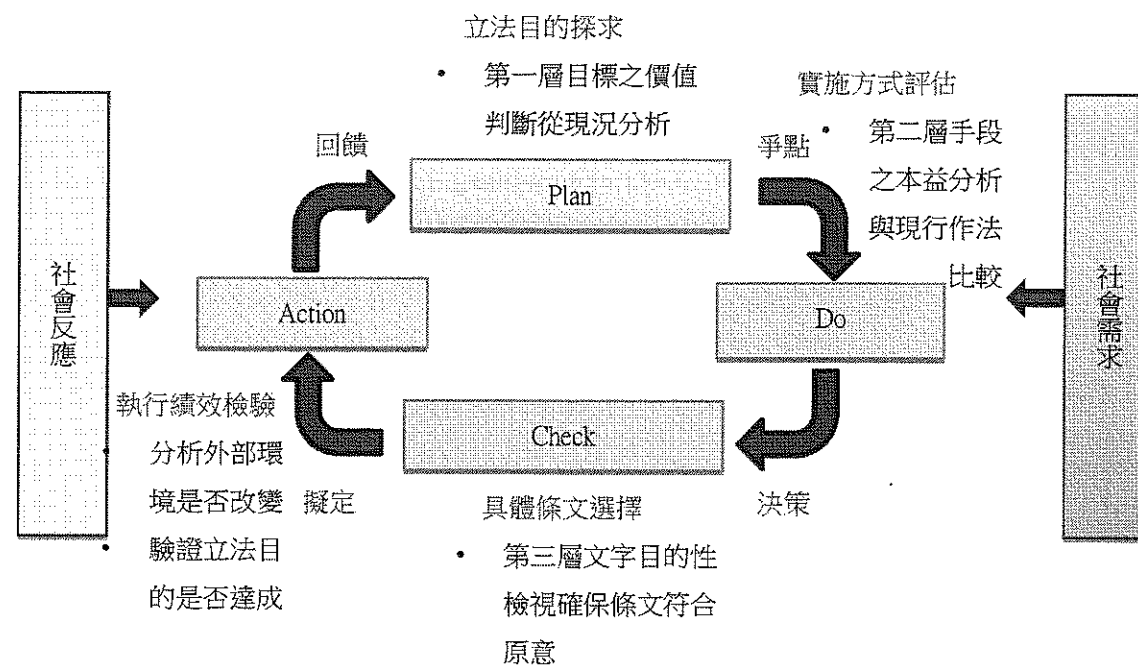 立法目的探求
• 第一層目標之價值
判斷從現況分析
回饋
Plan
爭點
實施方式評估
• 第二層手段
之本益分析
與現行作法
比較
社會反應
Action
Do
社會需求
執行績效檢驗
• 分析外部環
境是否改變
• 驗證立法目
的是否達成
擬定
Check
具體條文選擇
• 第三層文字目的性
檢視確保條文符合
原意
決策